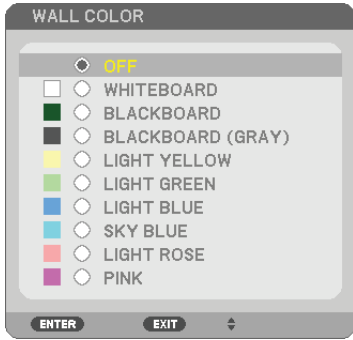 WALL COLOR
OFF
WHITEBOARD
BLACKBOARD
BLACKBOARD (GRAY)
LIGHT YELLOW
LIGHT GREEN
LIGHT BLUE
SKY BLUE
LIGHT ROSE
PINK
ENTER EXIT